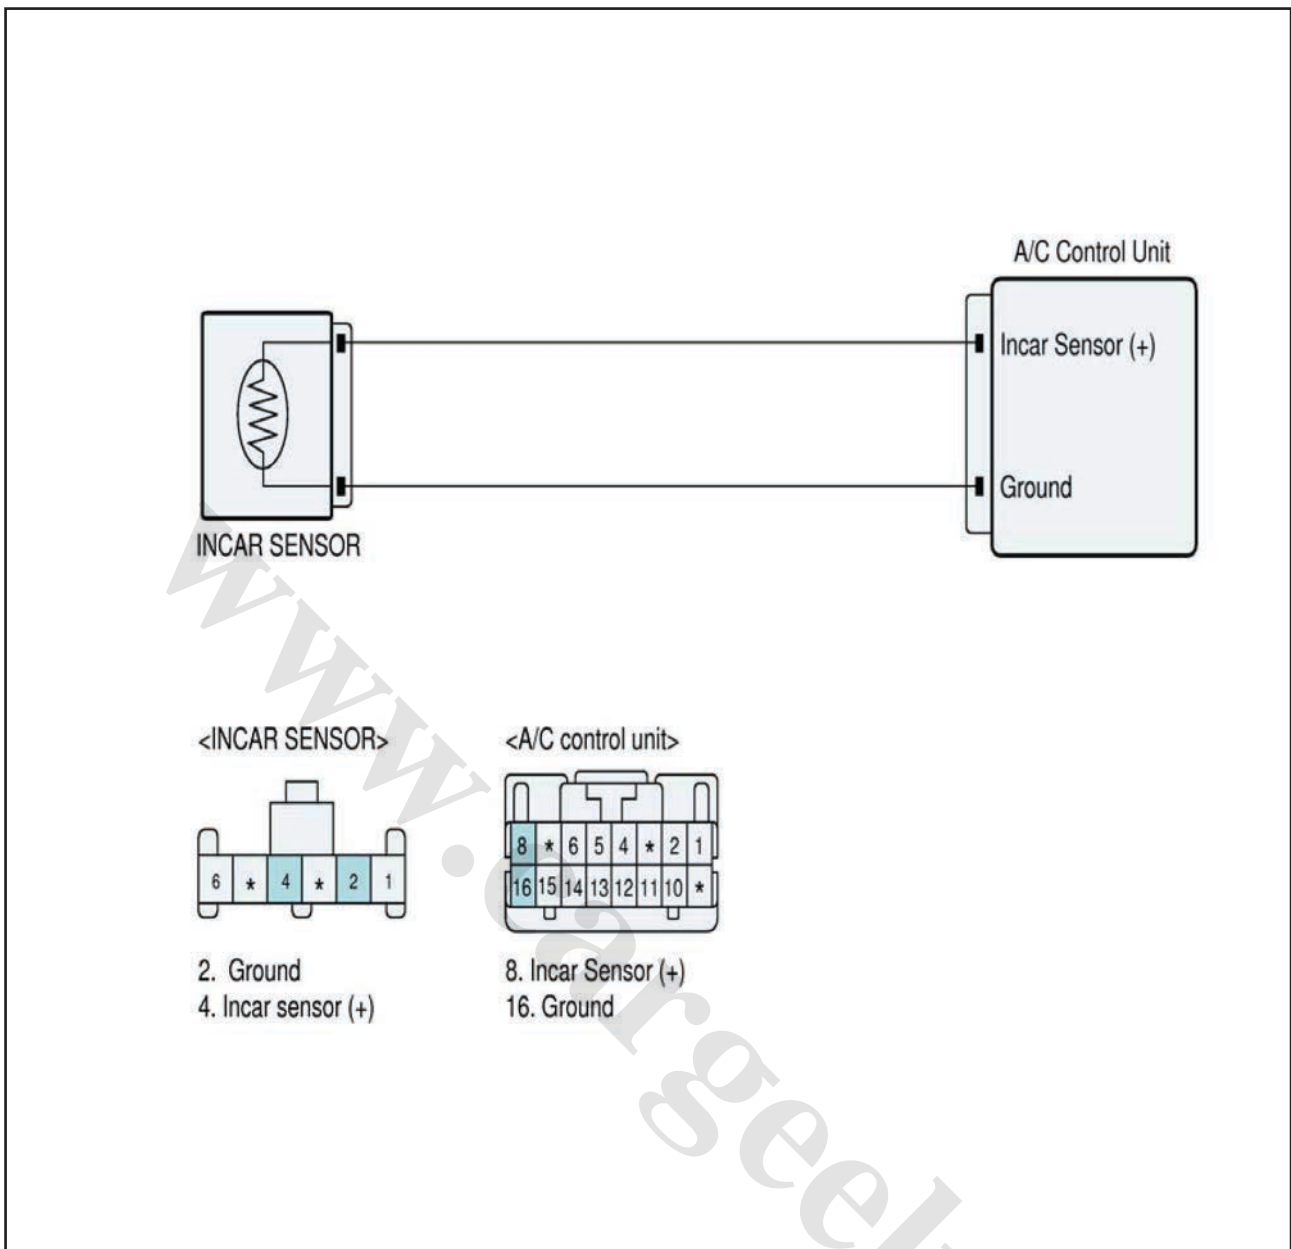 A/C Control Unit
Incar Sensor (+)
Ground
INCAR SENSOR
<INCAR SENSOR>
<A/C control unit>
8 * 6 5 4 * 2 1
6 * 4 * 2 1
16 15 14 13 12 11 10 *
2. Ground
4. Incar sensor (+)
8. Incar Sensor (+)
16. Ground
www.cargeek